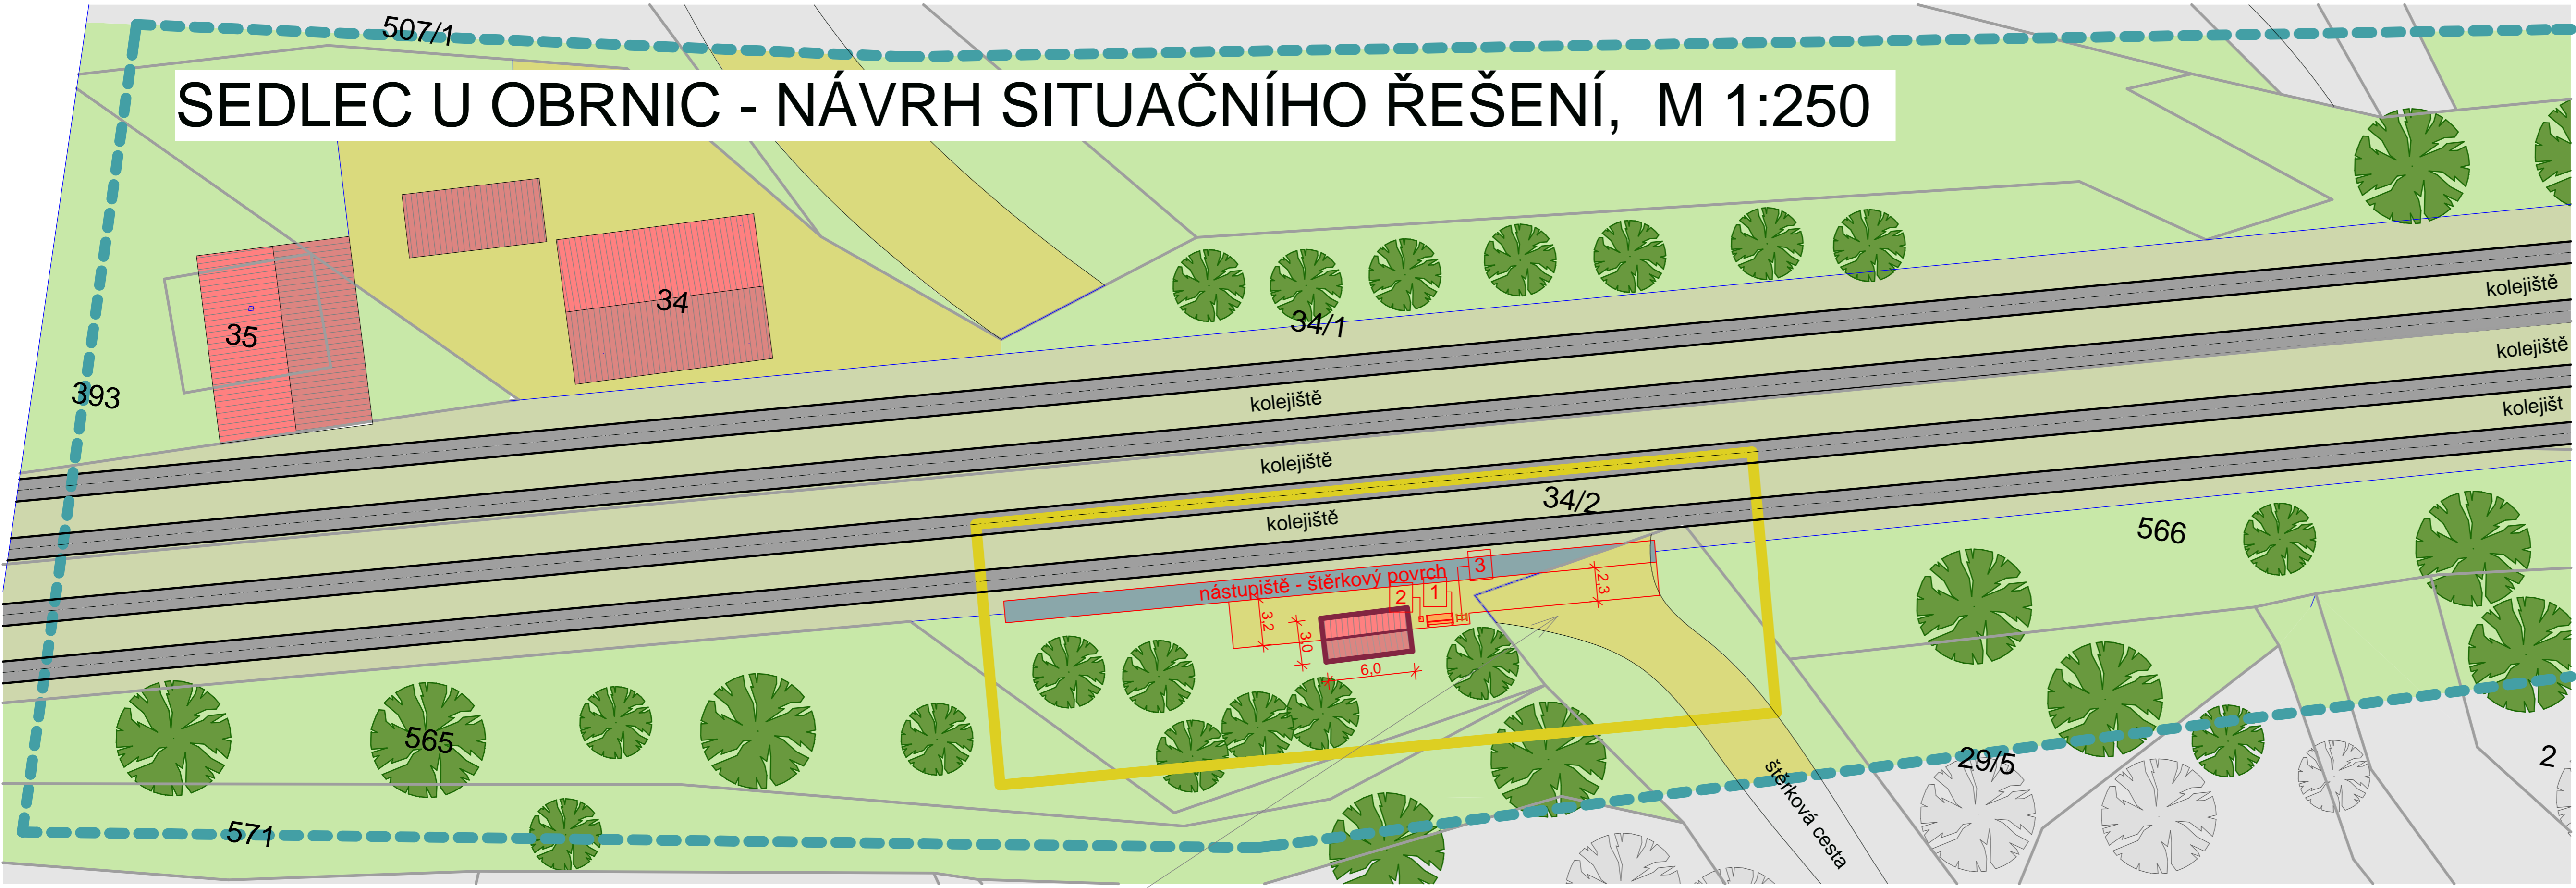 507/1
SEDLEC U OBRNIC - NÁVRH SITUAČNÍHO ŘEŠENÍ, M 1:250
34
35
34/1
393
kolejiště
kolejiště
kolejišt
kolejiště
kolejiště
kolejiště
34/2
566
nástupiště - štěrkový povrch
3
2
1
2,3
3,2
3,0
6,0
565
29/5
2
štěrková cesta
571